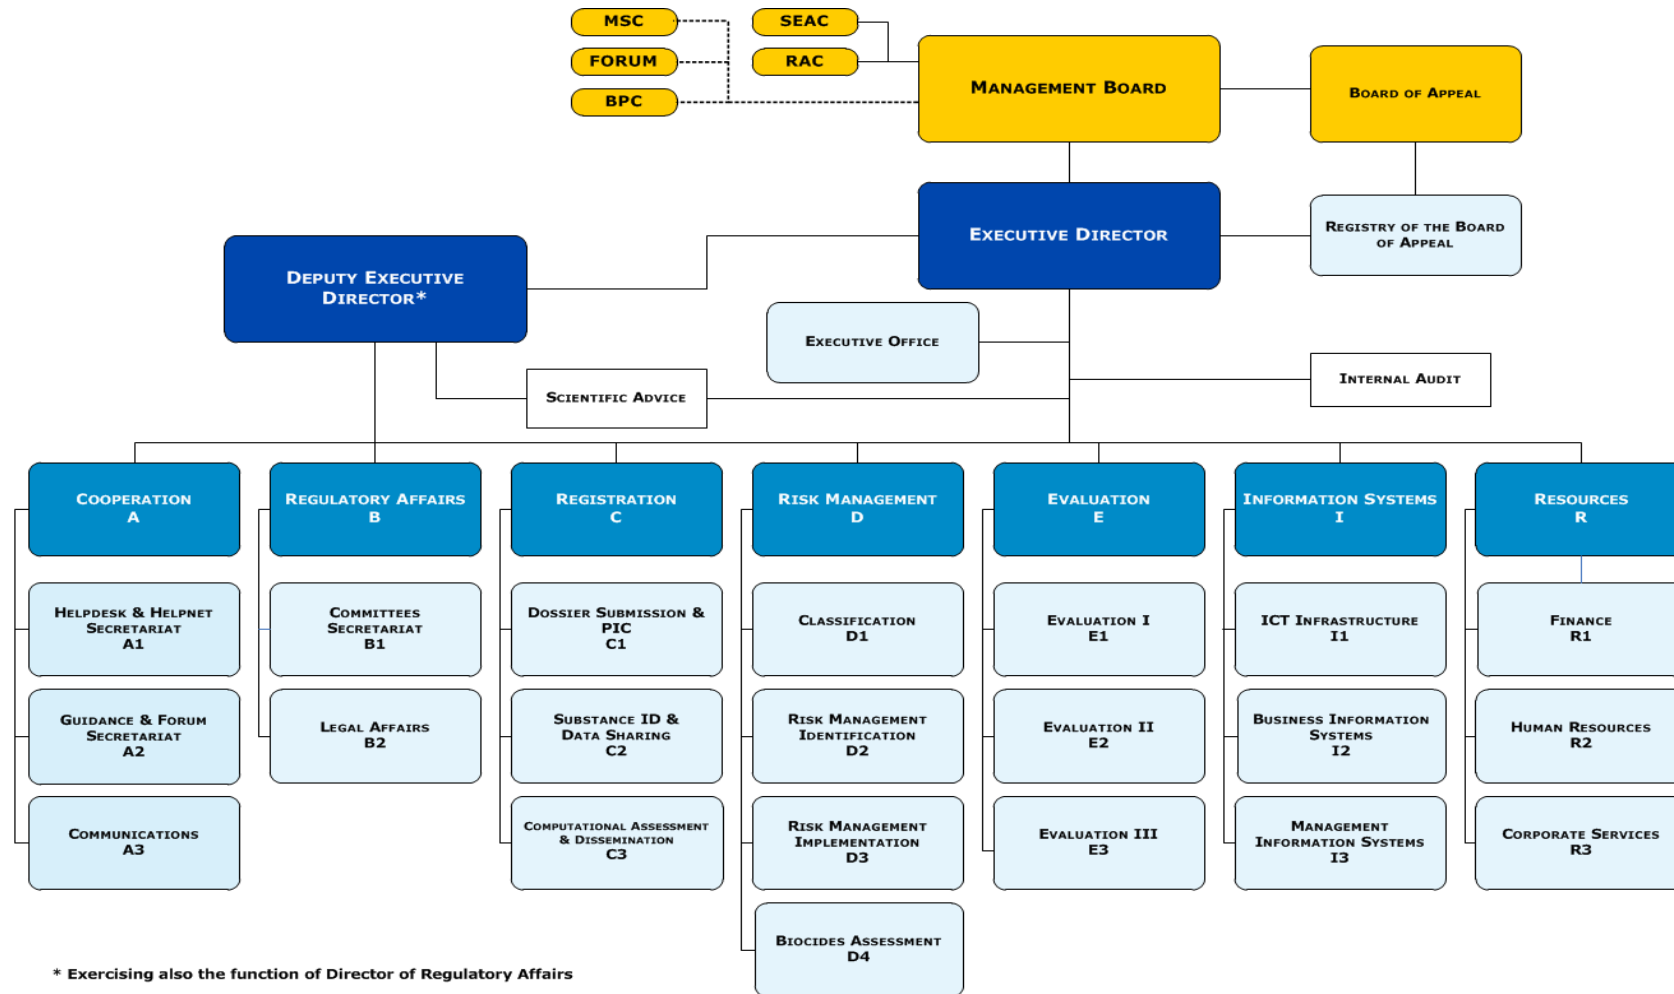 MSC
SEAC
FORUM
RAC
BPC
MANAGEMENT BOARD
BOARD OF APPEAL
EXECUTIVE DIRECTOR
REGISTRY OF THE BOARD
OF APPEAL
DEPUTY EXECUTIVE
DIRECTOR*
EXECUTIVE OFFICE
SCIENTIFIC ADVICE
INTERNAL AUDIT
COOPERATION
A
REGULATORY AFFAIRS
B
REGISTRATION
C
RISK MANAGEMENT
D
EVALUATION
E
INFORMATION SYSTEMS
I
RESOURCES
R
HELPDESK & HELPNET
SECRETARIAT
A1
COMMITTEES
SECRETARIAT
B1
DOSSIER SUBMISSION &
PIC
C1
CLASSIFICATION
D1
EVALUATION I
E1
ICT INFRASTRUCTURE
I1
FINANCE
R1
GUIDANCE & FORUM
SECRETARIAT
A2
LEGAL AFFAIRS
B2
SUBSTANCE ID &
DATA SHARING
C2
RISK MANAGEMENT
IDENTIFICATION
D2
EVALUATION II
E2
BUSINESS INFORMATION
SYSTEMS
I2
HUMAN RESOURCES
R2
COMMUNICATIONS
A3
COMPUTATIONAL ASSESSMENT
& DISSEMINATION
C3
RISK MANAGEMENT
IMPLEMENTATION
D3
EVALUATION III
E3
MANAGEMENT
INFORMATION SYSTEMS
I3
CORPORATE SERVICES
R3
BIOCIDES ASSESSMENT
D4
* Exercising also the function of Director of Regulatory Affairs